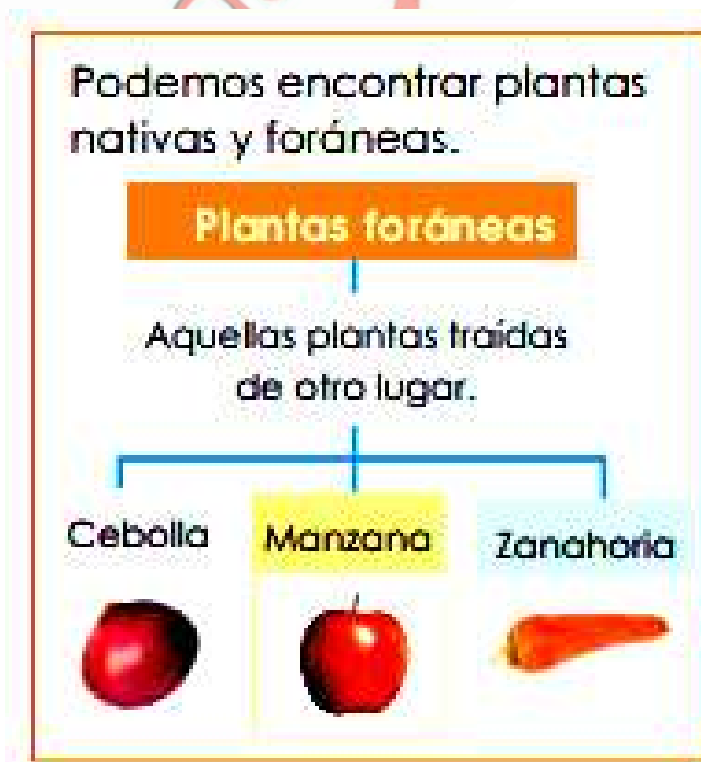 Podemos encontrar plantas
nativas y foráneas.
Plantas foráneas
Aquellas plantas traídas
de otro lugar.
Cebolla
Manzana
Zanahoria